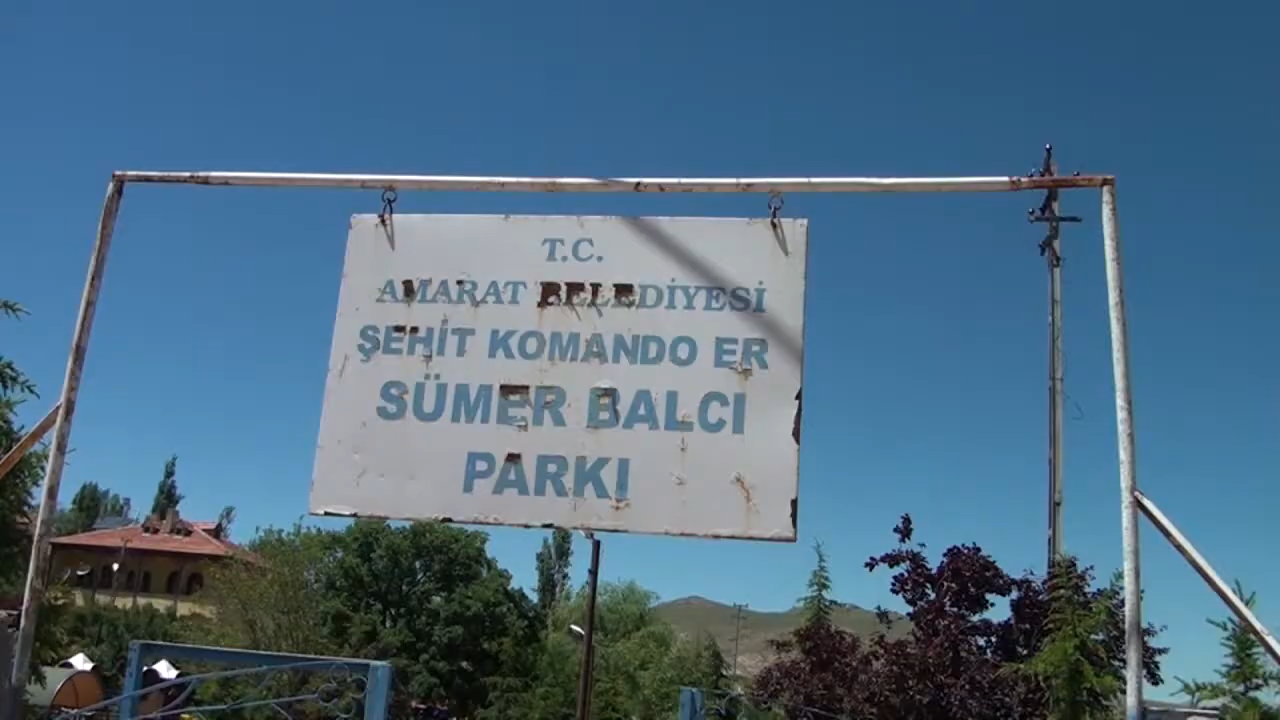 T.C.
AMARAT BELEDİYESİ
ŞEHİT KOMANDO ER
SÜMER BALCI
PARKI